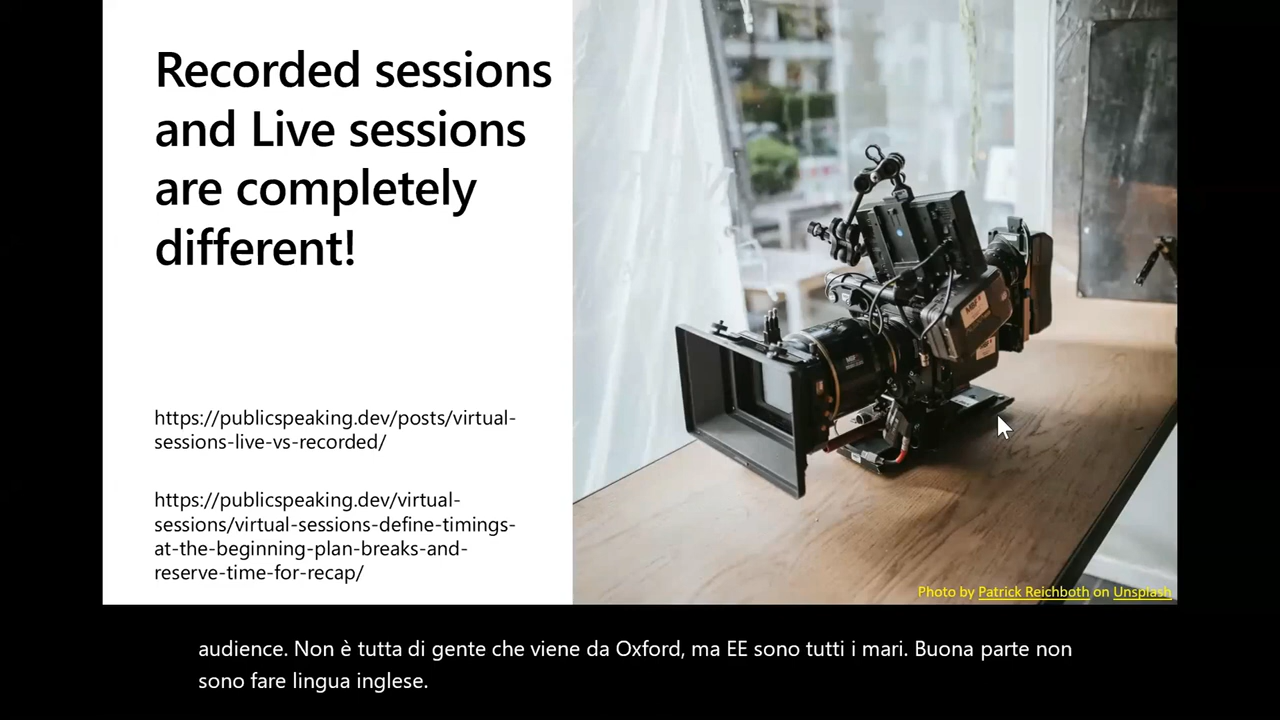 Recorded sessions
and Live sessions
are completely
different!
https://publicspeaking.dev/posts/virtual-
sessions-live-vs-recorded/
https://publicspeaking.dev/virtual-
sessions/virtual-sessions-define-timings-
at-the-beginning-plan-breaks-and-
reserve-time-for-recap/
Photo by Patrick Reichboth on Unsplash
audience. Non è tutta di gente che viene da Oxford, ma EE sono tutti i mari. Buona parte non
sono fare lingua inglese.